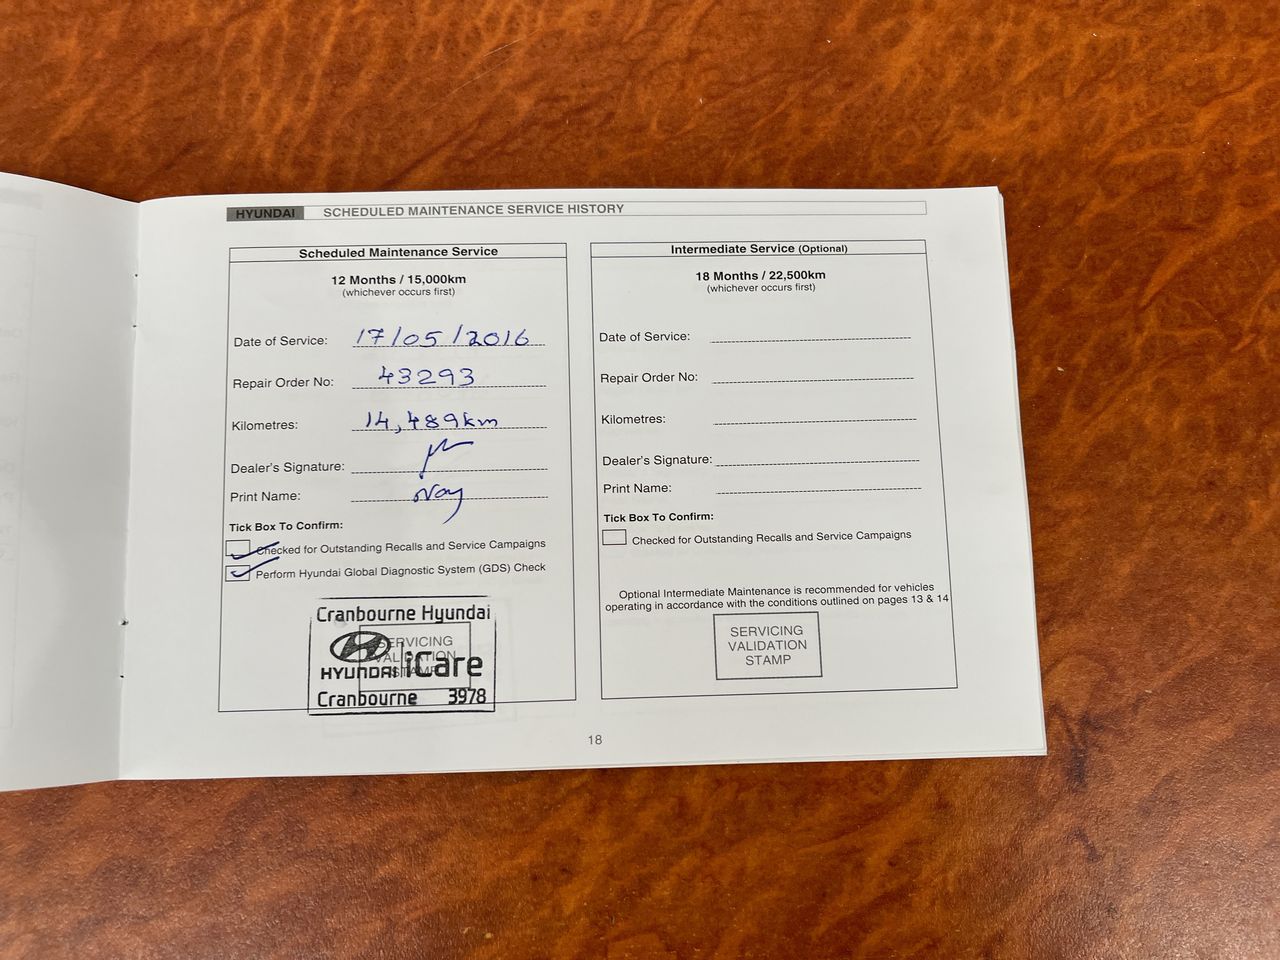 HYUNDAI SCHEDULED MAINTENANCE SERVICE HISTORY
Scheduled Maintenance Service
12 Months / 15,000km
(whichever occurs first)
Date of Service: 17/05/2016
Repair Order No: 43293
Kilometres: 14,489km
Dealer's Signature:
Print Name:
Tick Box To Confirm:
Checked for Outstanding Recalls and Service Campaigns
Perform Hyundai Global Diagnostic System (GDS) Check
SERVICING
VALIDATION
STAMP
Cranbourne Hyundai
HYUNDAI iCare
Cranbourne 3978
Intermediate Service (Optional)
18 Months / 22,500km
(whichever occurs first)
Date of Service:
Repair Order No:
Kilometres:
Dealer's Signature:
Print Name:
Tick Box To Confirm:
Checked for Outstanding Recalls and Service Campaigns
Optional Intermediate Maintenance is recommended for vehicles
operating in accordance with the conditions outlined on pages 13 & 14
SERVICING
VALIDATION
STAMP
18